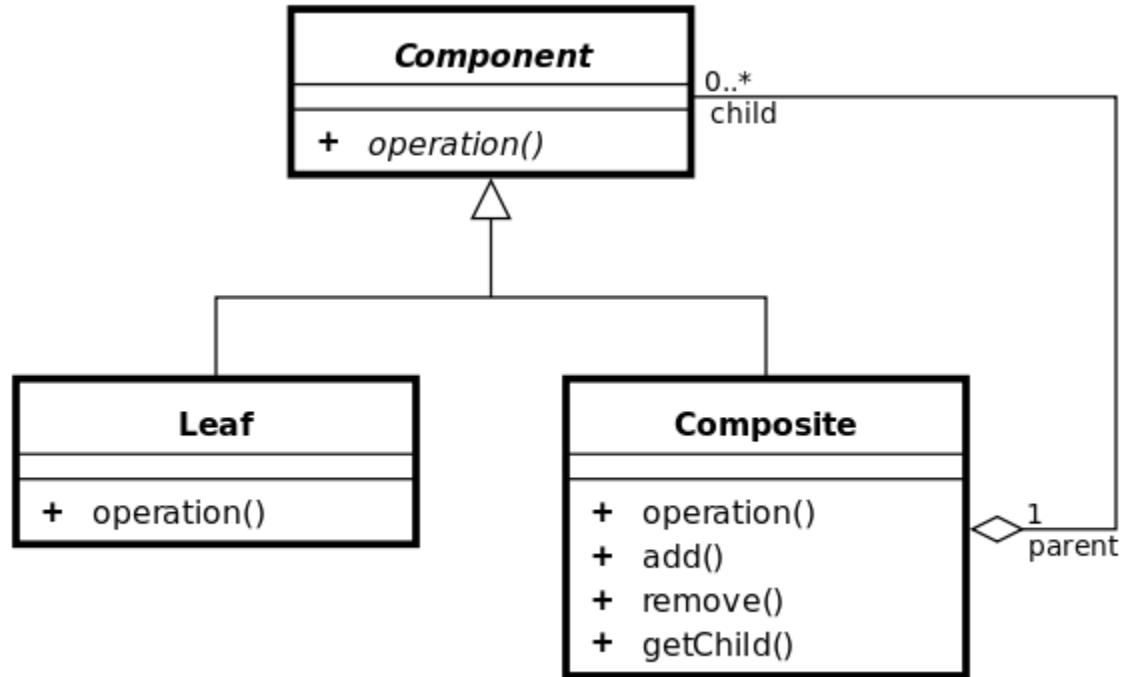 Component
+ operation()
0..*
child
Leaf
+ operation()
Composite
+ operation()
+ add()
+ remove()
+ getChild()
1
parent